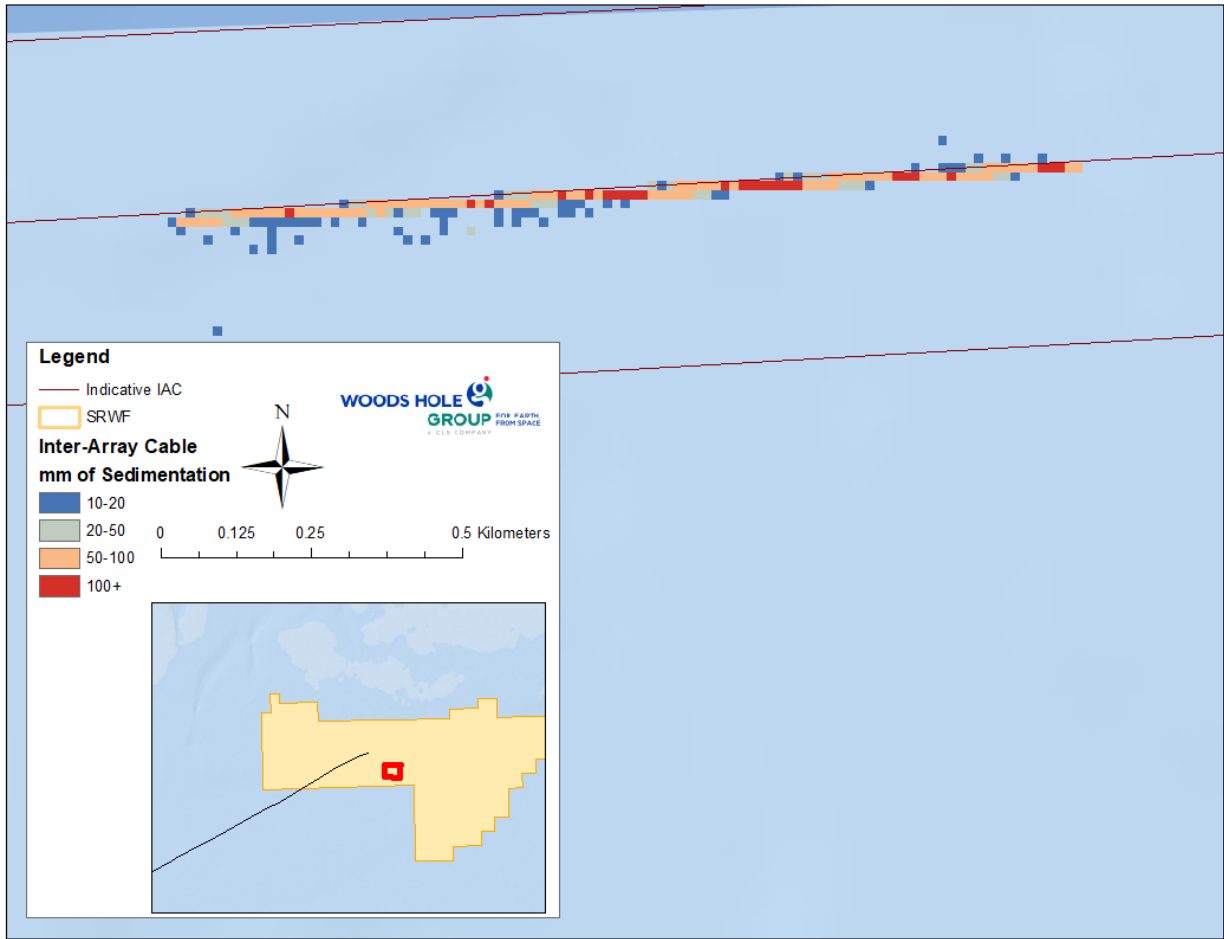 Legend
Indicative IAC
SRWF
WOODS HOLE
GROUP
FOR EARTH,
FROM SPACE
A CLS COMPANY
N
Inter-Array Cable
mm of Sedimentation
10-20
20-50
50-100
100+
0 0.125 0.25 0.5 Kilometers